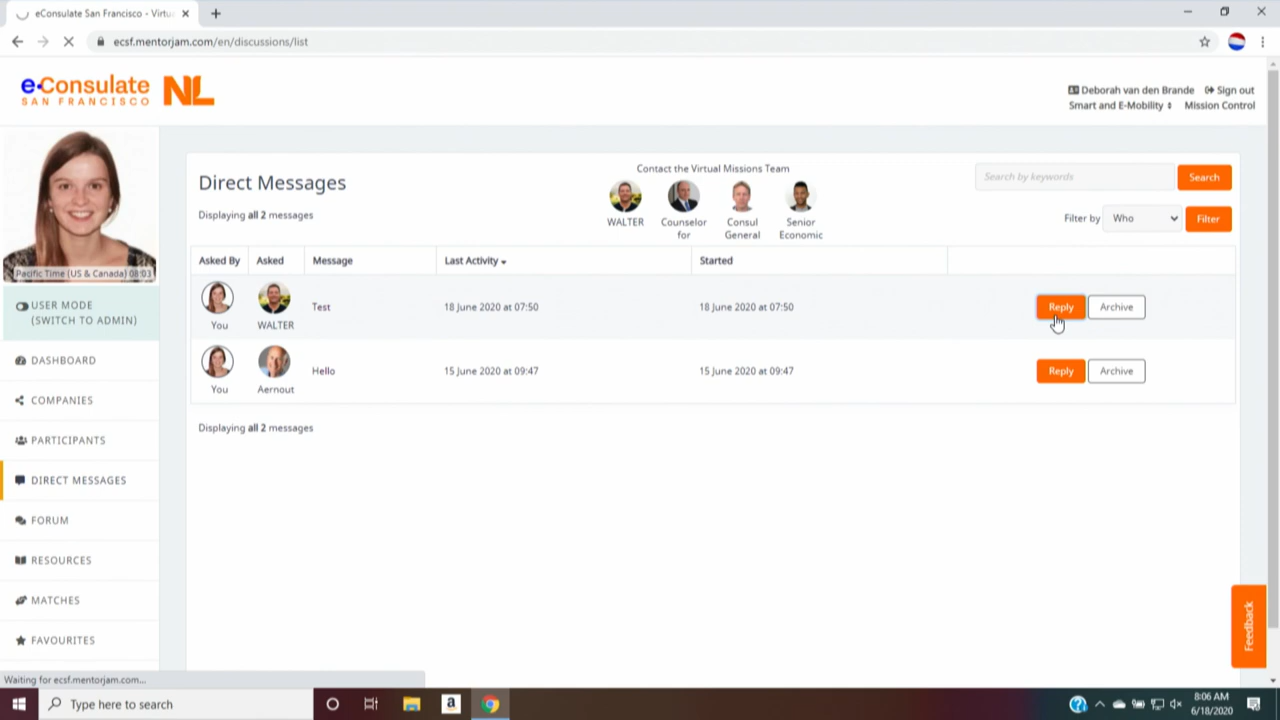 eConsulate San Francisco - Virtu
ecsf.mentorjam.com/en/discussions/list
e-Consulate
SAN FRANCISCO
NL
Deborah van den Brande Sign out
Smart and E-Mobility Mission Control
Pacific Time (US & Canada) 08:03
USER MODE
(SWITCH TO ADMIN)
DASHBOARD
COMPANIES
PARTICIPANTS
DIRECT MESSAGES
FORUM
RESOURCES
MATCHES
FAVOURITES
Direct Messages
Displaying all 2 messages
Contact the Virtual Missions Team
WALTER Counselor for Consul General Senior Economic
Search by keywords Search
Filter by Who Filter
Asked By Asked Message Last Activity Started
Test 18 June 2020 at 07:50 18 June 2020 at 07:50 Reply Archive
You WALTER
Hello 15 June 2020 at 09:47 15 June 2020 at 09:47 Reply Archive
You Aernout
Displaying all 2 messages
Feedback
Waiting for ecsf.mentorjam.com...
Type here to search
a
8:06 AM
6/18/2020